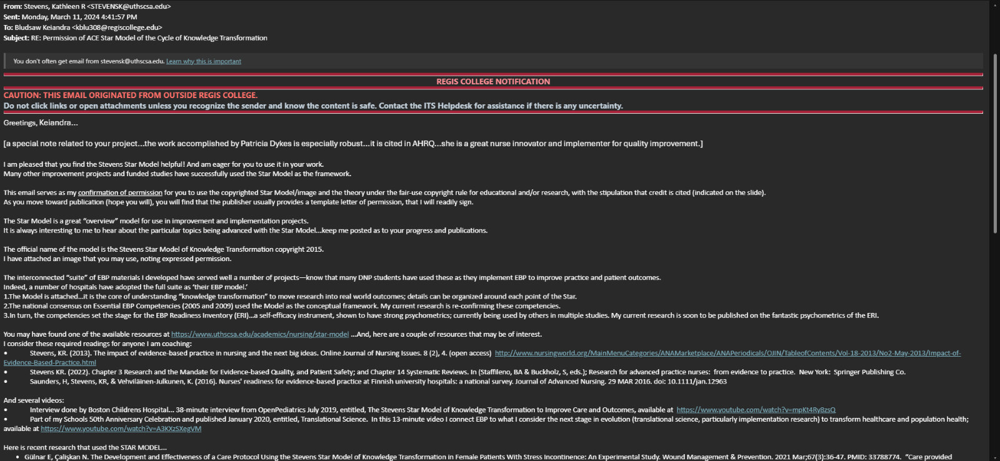 From: Stevens, Kathleen R <STEVENSK@uthscsa.edu>
Sent: Monday, March 11, 2024 4:41:57 PM
To: Bludsaw Keiandra <kblu308@regiscollege.edu>
Subject: RE: Permission of ACE Star Model of the Cycle of Knowledge Transformation
You don't often get email from stevensk@uthscsa.edu. Learn why this is important
REGIS COLLEGE NOTIFICATION
CAUTION: THIS EMAIL ORIGINATED FROM OUTSIDE REGIS COLLEGE.
Do not click links or open attachments unless you recognize the sender and know the content is safe. Contact the ITS Helpdesk for assistance if there is any uncertainty.
Greetings, Keiandra...
[a special note related to your project...the work accomplished by Patricia Dykes is especially robust...it is cited in AHRQ...she is a great nurse innovator and implementer for quality improvement.]
I am pleased that you find the Stevens Star Model helpful! And am eager for you to use it in your work.
Many other improvement projects and funded studies have successfully used the Star Model as the framework.
This email serves as my confirmation of permission for you to use the copyrighted Star Model/image and the theory under the fair-use copyright rule for educational and/or research, with the stipulation that credit is cited (indicated on the slide).
As you move toward publication (hope you will), you will find that the publisher usually provides a template letter of permission, that I will readily sign.
The Star Model is a great “overview” model for use in improvement and implementation projects.
It is always interesting to me to hear about the particular topics being advanced with the Star Model...keep me posted as to your progress and publications.
The official name of the model is the Stevens Star Model of Knowledge Transformation copyright 2015.
I have attached an image that you may use, noting expressed permission.
The interconnected “suite” of EBP materials I developed have served well a number of projects—know that many DNP students have used these as they implement EBP to improve practice and patient outcomes.
Indeed, a number of hospitals have adopted the full suite as ‘their EBP model.’
1.The Model is attached...it is the core of understanding “knowledge transformation” to move research into real world outcomes; details can be organized around each point of the Star.
2.The national consensus on Essential EBP Competencies (2005 and 2009) used the Model as the conceptual framework. My current research is re-confirming these competencies.
3.In turn, the competencies set the stage for the EBP Readiness Inventory (ERI)...a self-efficacy instrument, shown to have strong psychometrics; currently being used by others in multiple studies. My current research is soon to be published on the fantastic psychometrics of the ERI.
You may have found one of the available resources at https://www.uthscsa.edu/academics/nursing/star-model ...And, here are a couple of resources that may be of interest.
I consider these required readings for anyone I am coaching:
• Stevens, KR. (2013). The impact of evidence-based practice in nursing and the next big ideas. Online Journal of Nursing Issues. 8 (2), 4. (open access) http://www.nursingworld.org/MainMenuCategories/ANAMarketplace/ANAPeriodicals/OJIN/TableofContents/Vol-18-2013/No2-May-2013/Impact-of-
Evidence-Based-Practice.html
• Stevens KR. (2022). Chapter 3 Research and the Mandate for Evidence-based Quality, and Patient Safety; and Chapter 14 Systematic Reviews. In (Staffileno, BA & Buckholz, S, eds.); Research for advanced practice nurses: from evidence to practice. New York: Springer Publishing Co.
• Saunders, H, Stevens, KR, & Vehviläinen-Julkunen, K. (2016). Nurses' readiness for evidence-based practice at Finnish university hospitals: a national survey. Journal of Advanced Nursing. 29 MAR 2016. doi: 10.1111/jan.12963
And several videos:
• Interview done by Boston Childrens Hospital... 38-minute interview from OpenPediatrics July 2019, entitled, The Stevens Star Model of Knowledge Transformation to Improve Care and Outcomes, available at https://www.youtube.com/watch?v=mpKt4Ry8zsQ
• Part of my Schools 50th Anniversary Celebration and published January 2020, entitled, Translational Science. In this 13-minute video I connect EBP to what I consider the next stage in evolution (translational science, particularly implementation research) to transform healthcare and population health;
available at https://www.youtube.com/watch?v=A3KXzSXegVM
Here is recent research that used the STAR MODEL...
• Gülnar E, Çalişkan N. The Development and Effectiveness of a Care Protocol Using the Stevens Star Model of Knowledge Transformation in Female Patients With Stress Incontinence: An Experimental Study. Wound Management & Prevention. 2021 Mar;67(3):36-47. PMID: 33788774. “Care provided